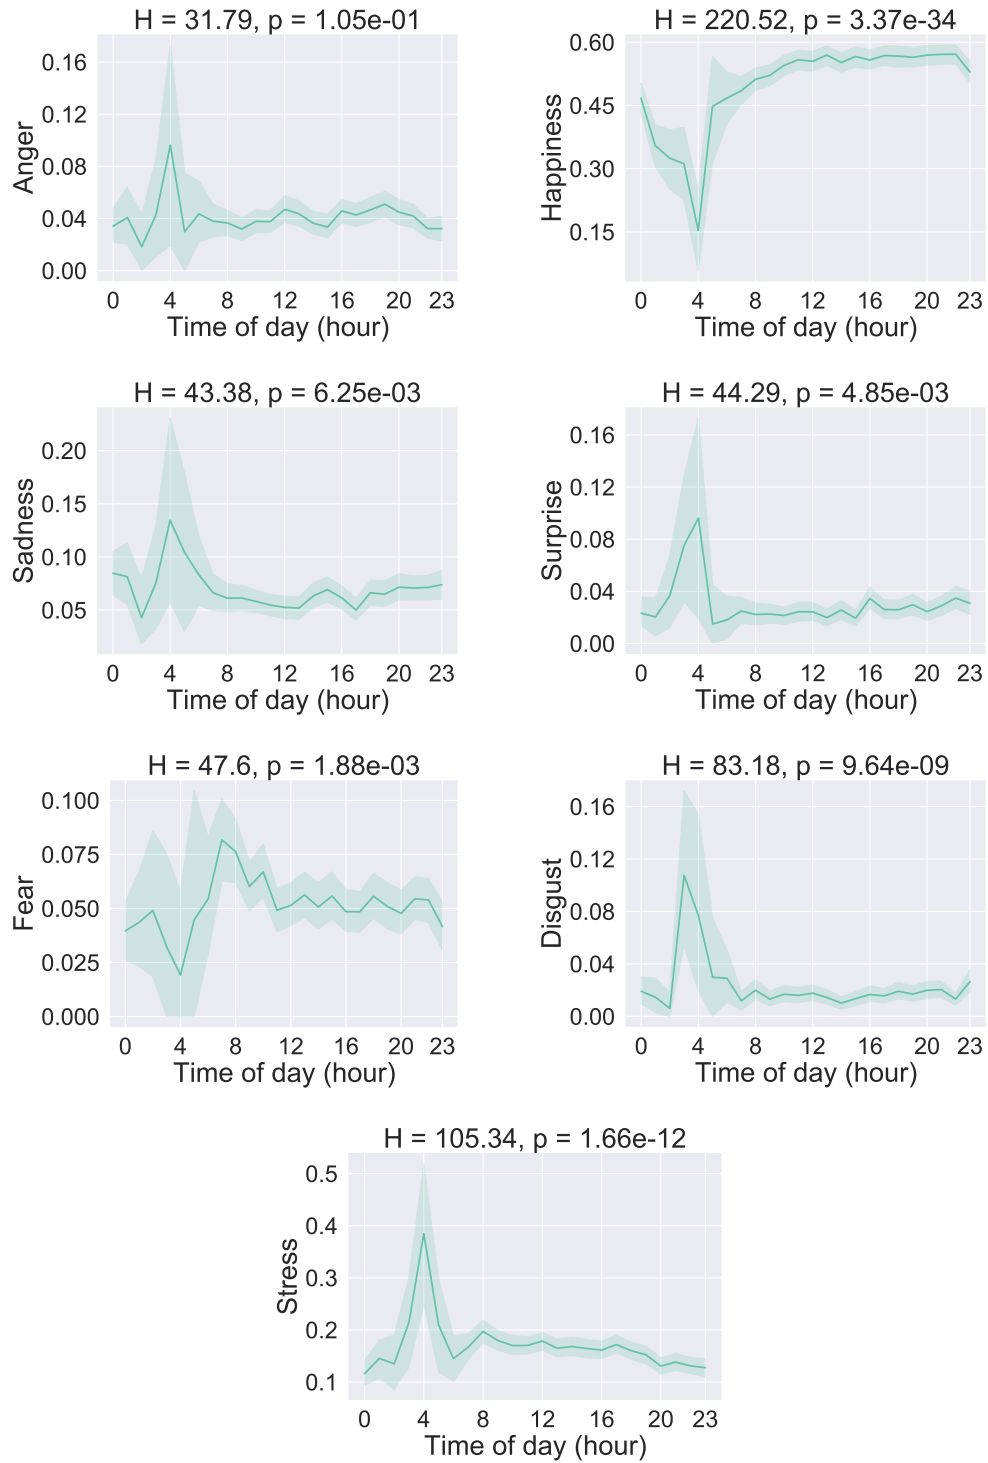 H = 31.79, p = 1.05e-01
Anger
0.16
0.12
0.08
0.04
0.00
0 4 8 12 16 20 23
Time of day (hour)
H = 220.52, p = 3.37e-34
Happiness
0.60
0.45
0.30
0.15
0 4 8 12 16 20 23
Time of day (hour)
H = 43.38, p = 6.25e-03
Sadness
0.20
0.15
0.10
0.05
0 4 8 12 16 20 23
Time of day (hour)
H = 44.29, p = 4.85e-03
Surprise
0.16
0.12
0.08
0.04
0.00
0 4 8 12 16 20 23
Time of day (hour)
H = 47.6, p = 1.88e-03
Fear
0.100
0.075
0.050
0.025
0.000
0 4 8 12 16 20 23
Time of day (hour)
H = 83.18, p = 9.64e-09
Disgust
0.16
0.12
0.08
0.04
0.00
0 4 8 12 16 20 23
Time of day (hour)
H = 105.34, p = 1.66e-12
Stress
0.5
0.4
0.3
0.2
0.1
0 4 8 12 16 20 23
Time of day (hour)